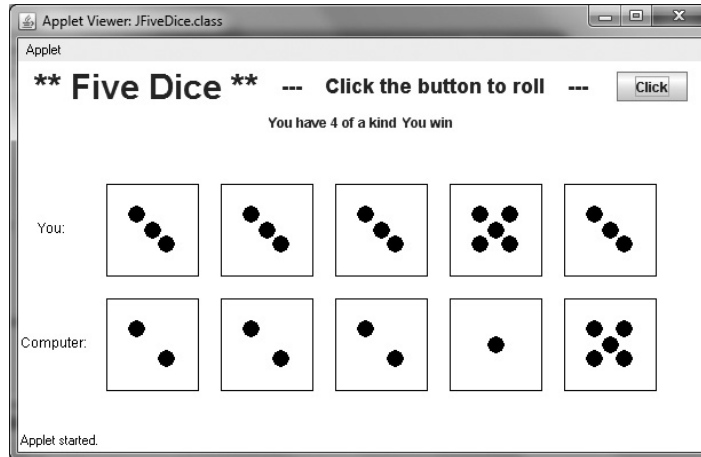 Applet Viewer: JFiveDice.class
Applet
** Five Dice ** --- Click the button to roll --- Click
You have 4 of a kind You win
You:
Computer:
Applet started.